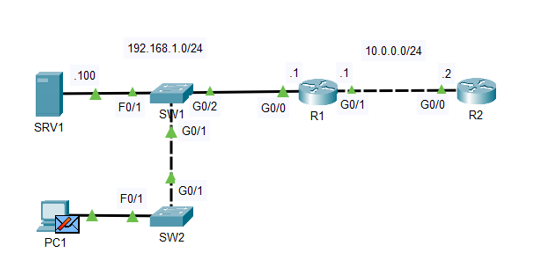 192.168.1.0/24
10.0.0.0/24
.100
.1
.1
.2
F0/1
G0/2
G0/0
G0/1
G0/0
SRV1
SW1
R1
R2
G0/1
G0/1
F0/1
PC1
SW2